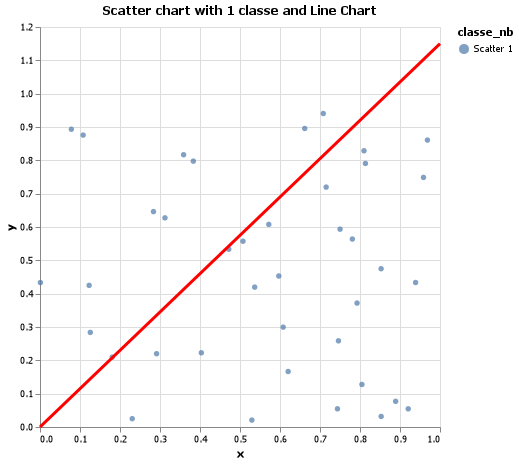 Scatter chart with 1 classe and Line Chart
classe_nb
Scatter 1
1.2
1.1
1.0
0.9
0.8
0.7
0.6
0.5
0.4
0.3
0.2
0.1
0.0
y
0.0 0.1 0.2 0.3 0.4 0.5 0.6 0.7 0.8 0.9 1.0
x